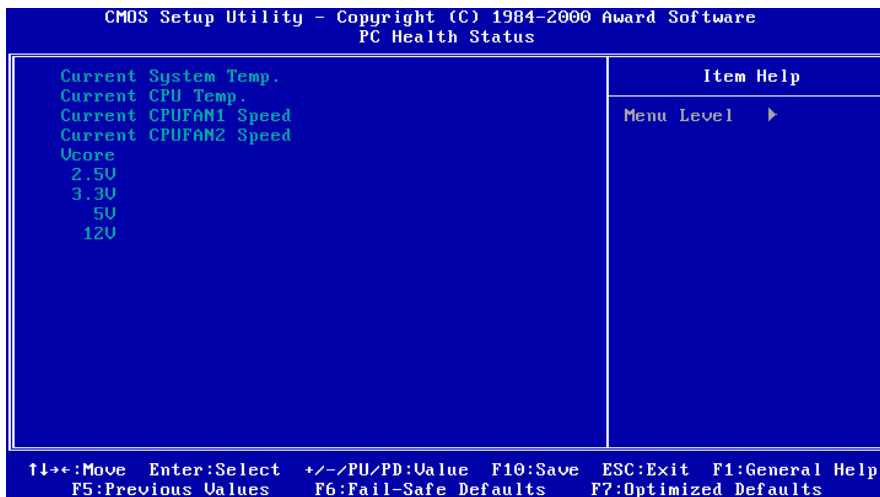 CMOS Setup Utility - Copyright (C) 1984-2000 Award Software
PC Health Status
Current System Temp.
Current CPU Temp.
Current CPUFAN1 Speed
Current CPUFAN2 Speed
Vcore
2.5V
3.3V
5V
12V
Item Help
Menu Level ▶
↑↓→←:Move Enter:Select +/-/PU/PD:Value F10:Save ESC:Exit F1:General Help
F5:Previous Values F6:Fail-Safe Defaults F7:Optimized Defaults